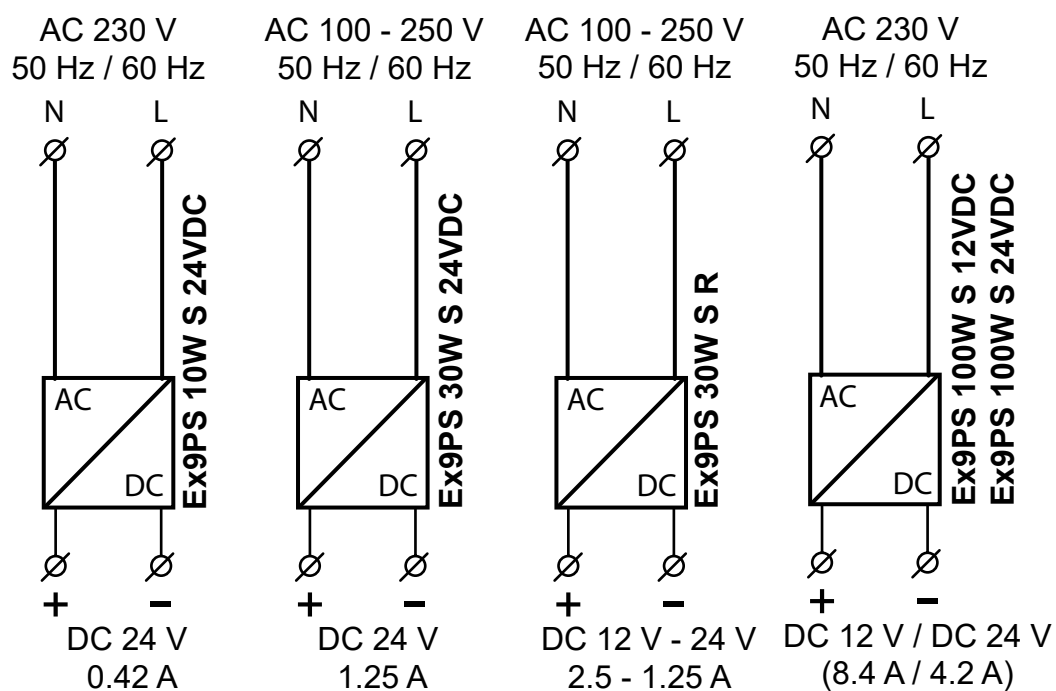 AC 230 V
50 Hz / 60 Hz
N L
Ex9PS 10W S 24VDC
AC
DC
+ −
DC 24 V
0.42 A
AC 100 - 250 V
50 Hz / 60 Hz
N L
Ex9PS 30W S 24VDC
AC
DC
+ −
DC 24 V
1.25 A
AC 100 - 250 V
50 Hz / 60 Hz
N L
Ex9PS 30W S R
AC
DC
+ −
DC 12 V - 24 V
2.5 - 1.25 A
AC 230 V
50 Hz / 60 Hz
N L
Ex9PS 100W S 12VDC
Ex9PS 100W S 24VDC
AC
DC
+ −
DC 12 V / DC 24 V
(8.4 A / 4.2 A)